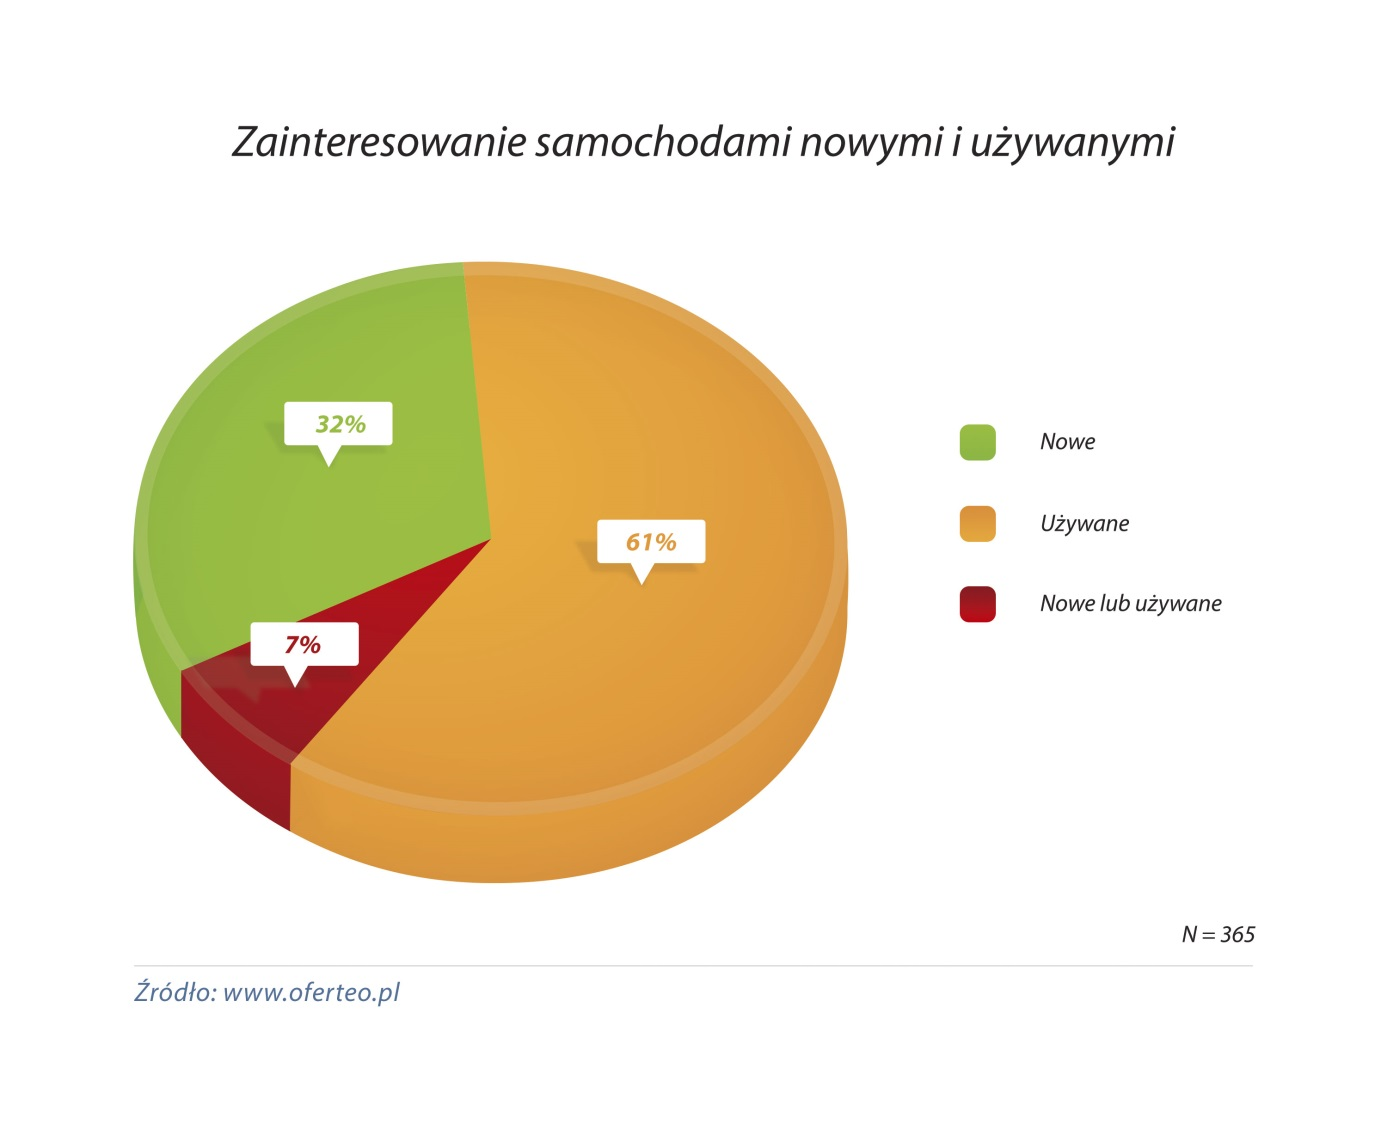 Zainteresowanie samochodami nowymi i używanymi
32%
61%
7%
Nowe
Używane
Nowe lub używane
N = 365
Źródło: www.oferteo.pl